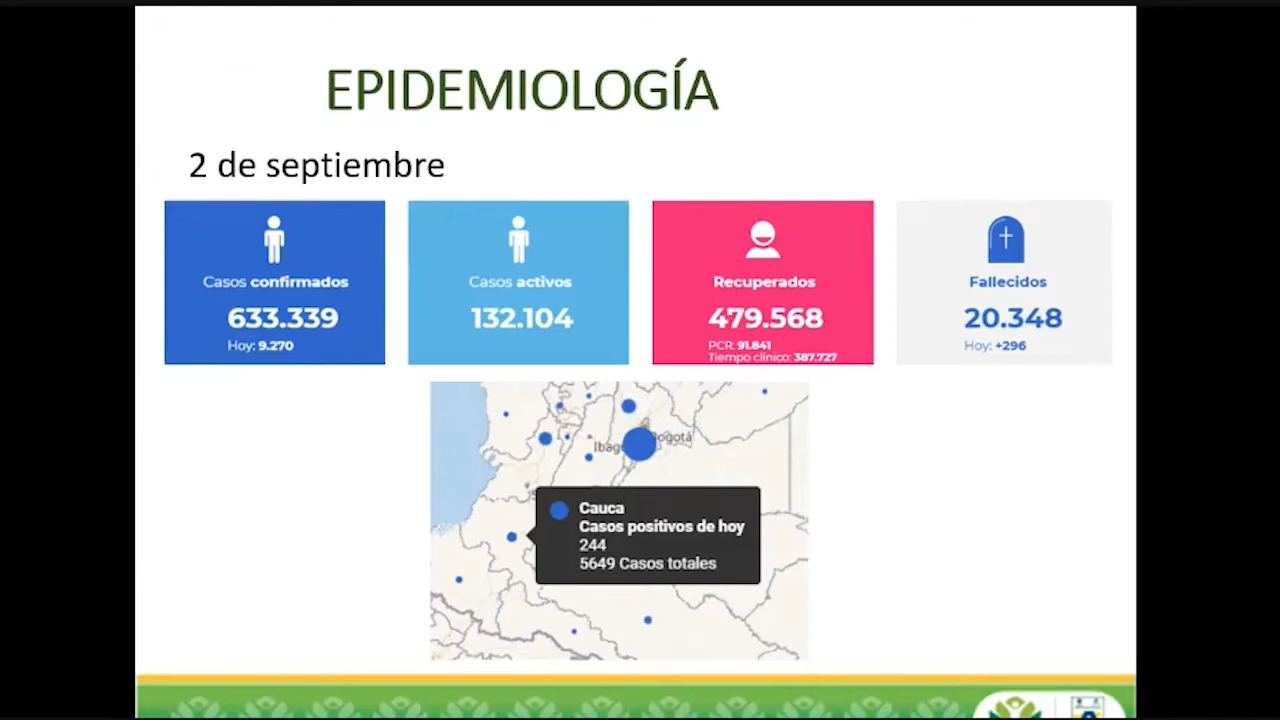 EPIDEMIOLOGÍA
2 de septiembre
Casos confirmados
633.339
Hoy: 9.270
Casos activos
132.104
Recuperados
479.568
PCR: 91.841
Tiempo clínico: 387.727
Fallecidos
20.348
Hoy: +296
Ibag
Bogotá
Cauca
Casos positivos de hoy
244
5649 Casos totales